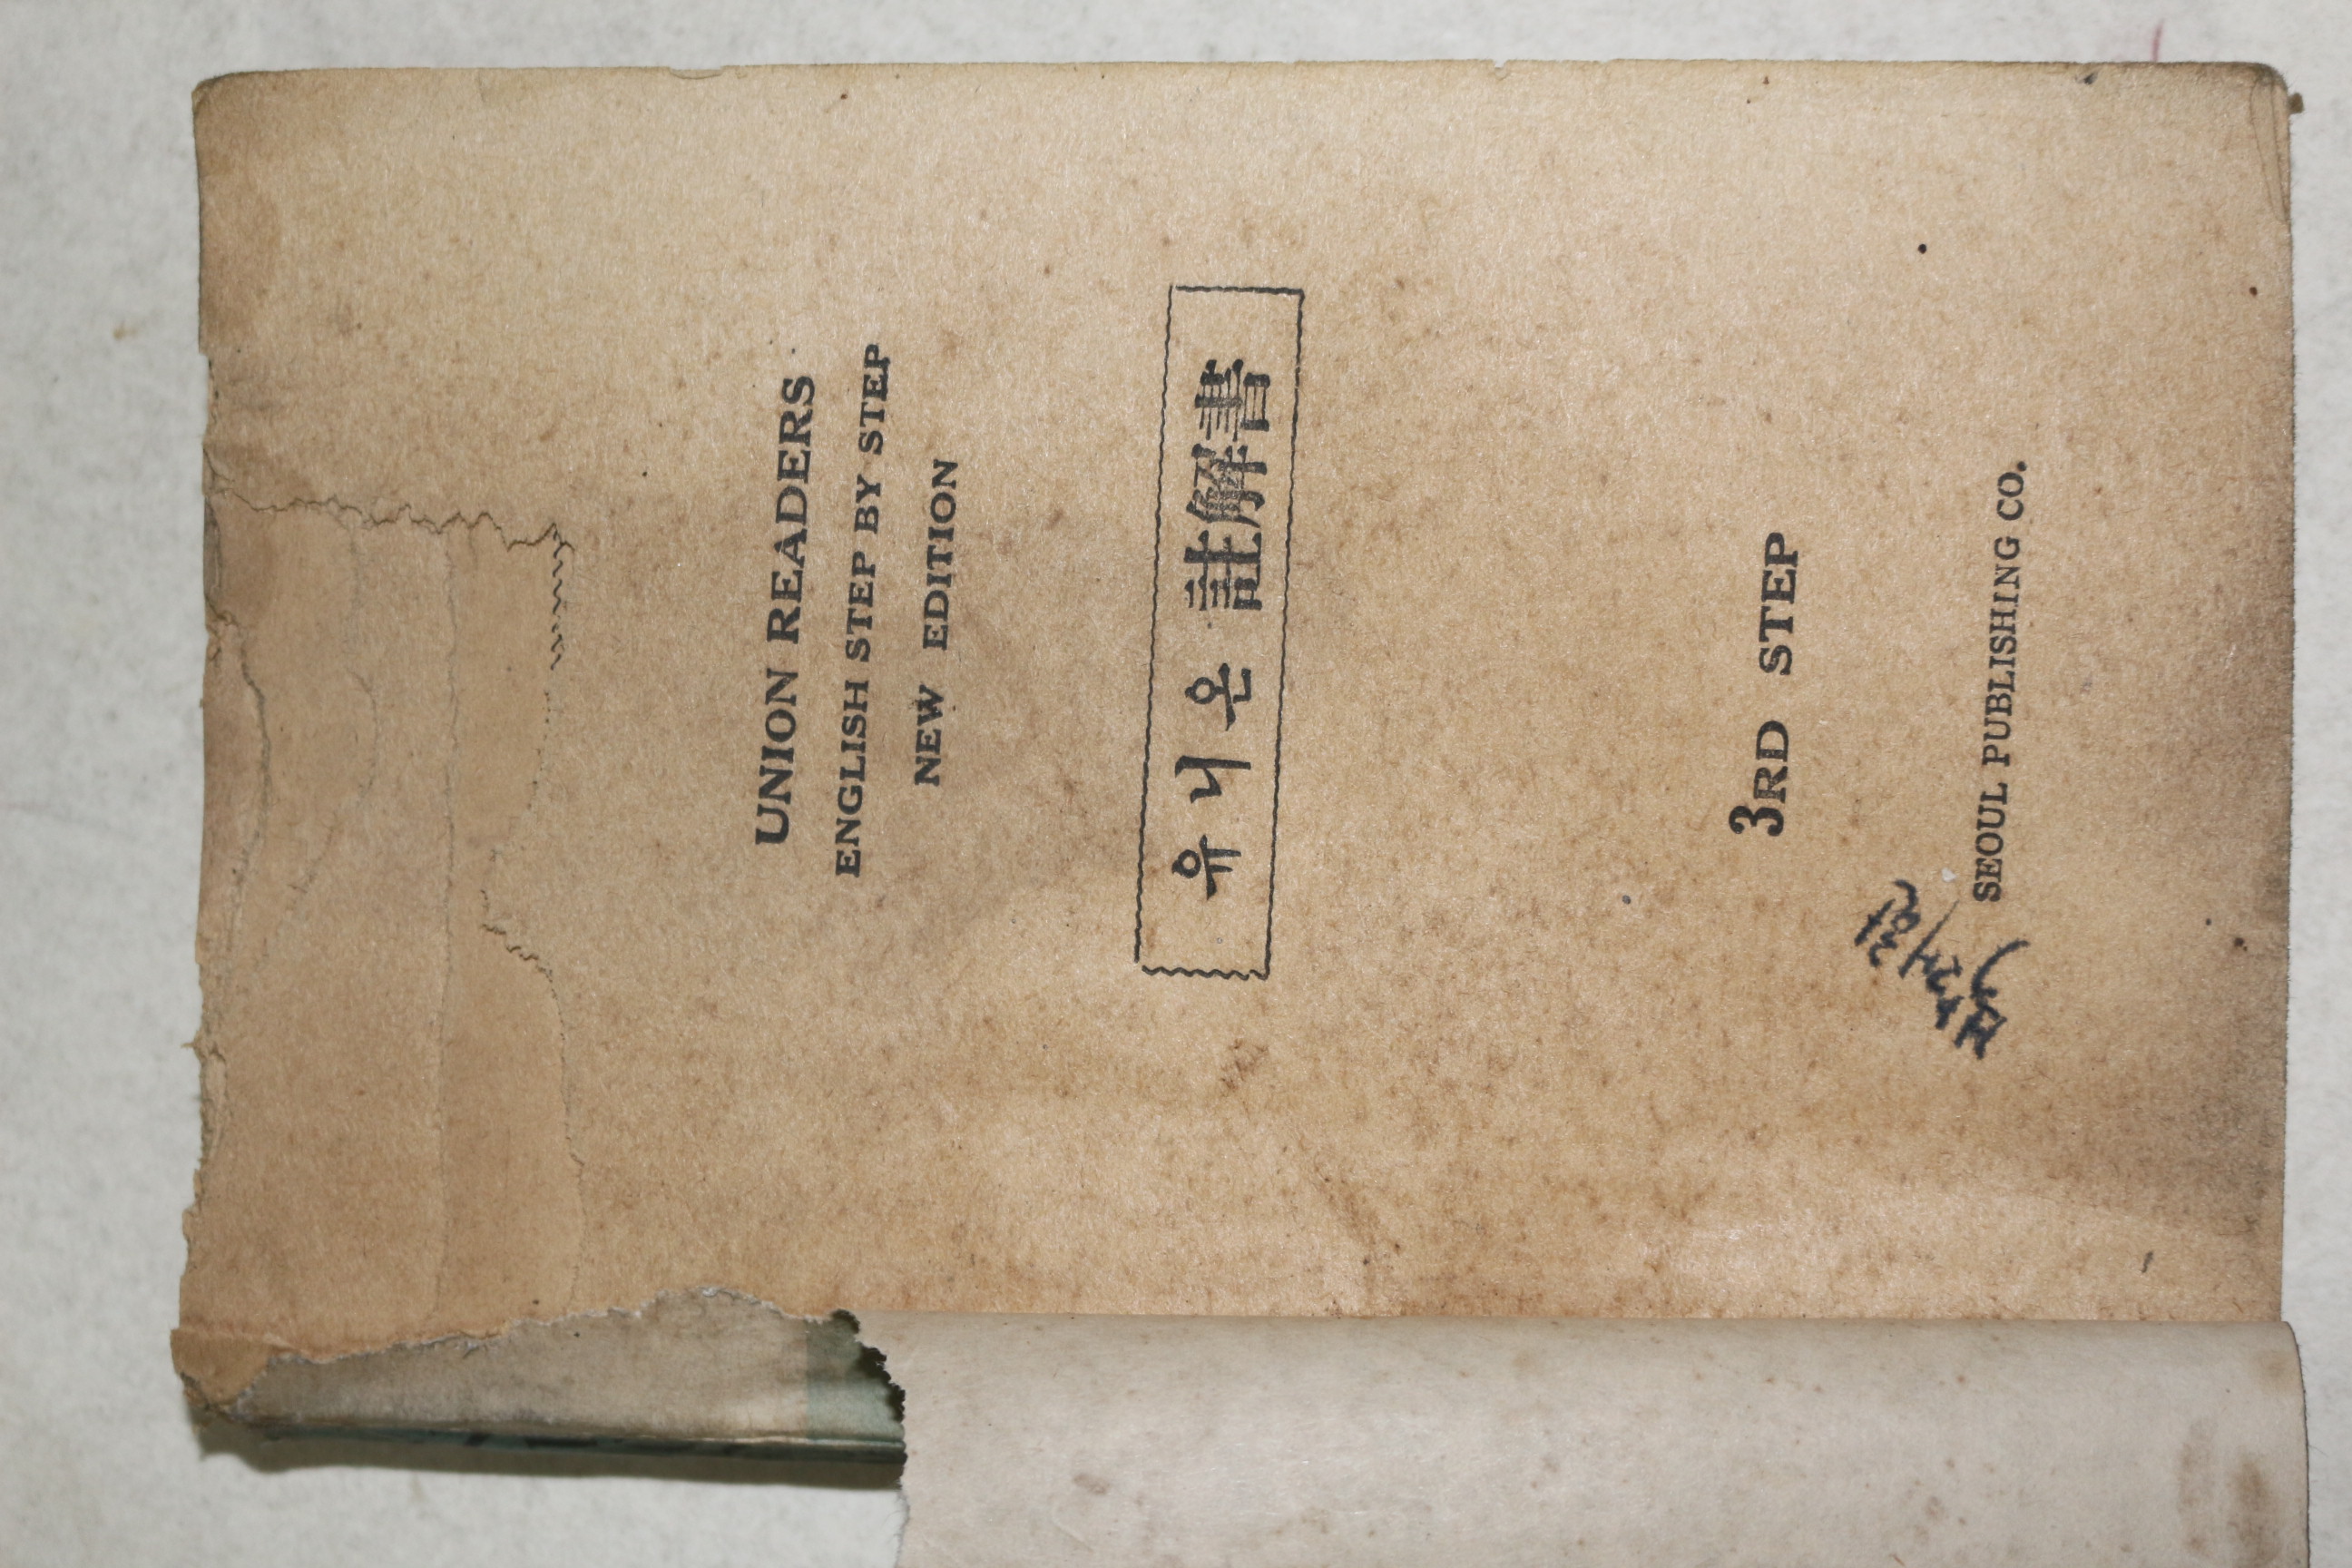 UNION READERS
ENGLISH STEP BY STEP
NEW EDITION
유니온 註解書
3RD STEP
SEOUL PUBLISHING CO.